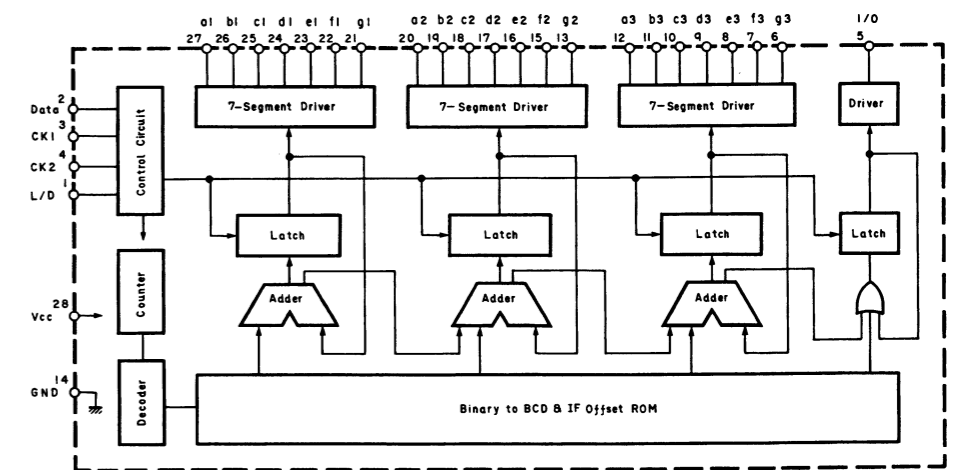 a1 b1 c1 d1 e1 f1 g1 a2 b2 c2 d2 e2 f2 g2 a3 b3 c3 d3 e3 f3 g3 I/O
27 26 25 24 23 22 21 20 19 18 17 16 15 13 12 11 10 9 8 7 6 5
7-Segment Driver 7-Segment Driver 7-Segment Driver Driver
Data 2
CK1 3
CK2 4
L/D 1
Control Circuit
Latch Latch Latch Latch
Counter
Adder Adder Adder
Vcc 28
GND 14
Decoder
Binary to BCD & IF Offset ROM